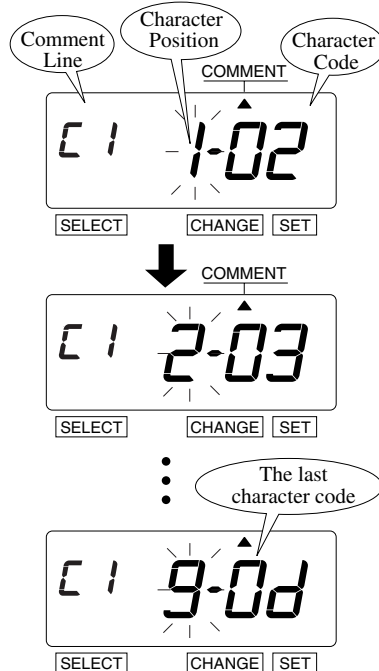 Comment
Line
Character
Position
Character
Code
COMMENT
C1 1-02
SELECT CHANGE SET
COMMENT
C1 2-03
SELECT CHANGE SET
The last
character code
C1 9-0d
SELECT CHANGE SET